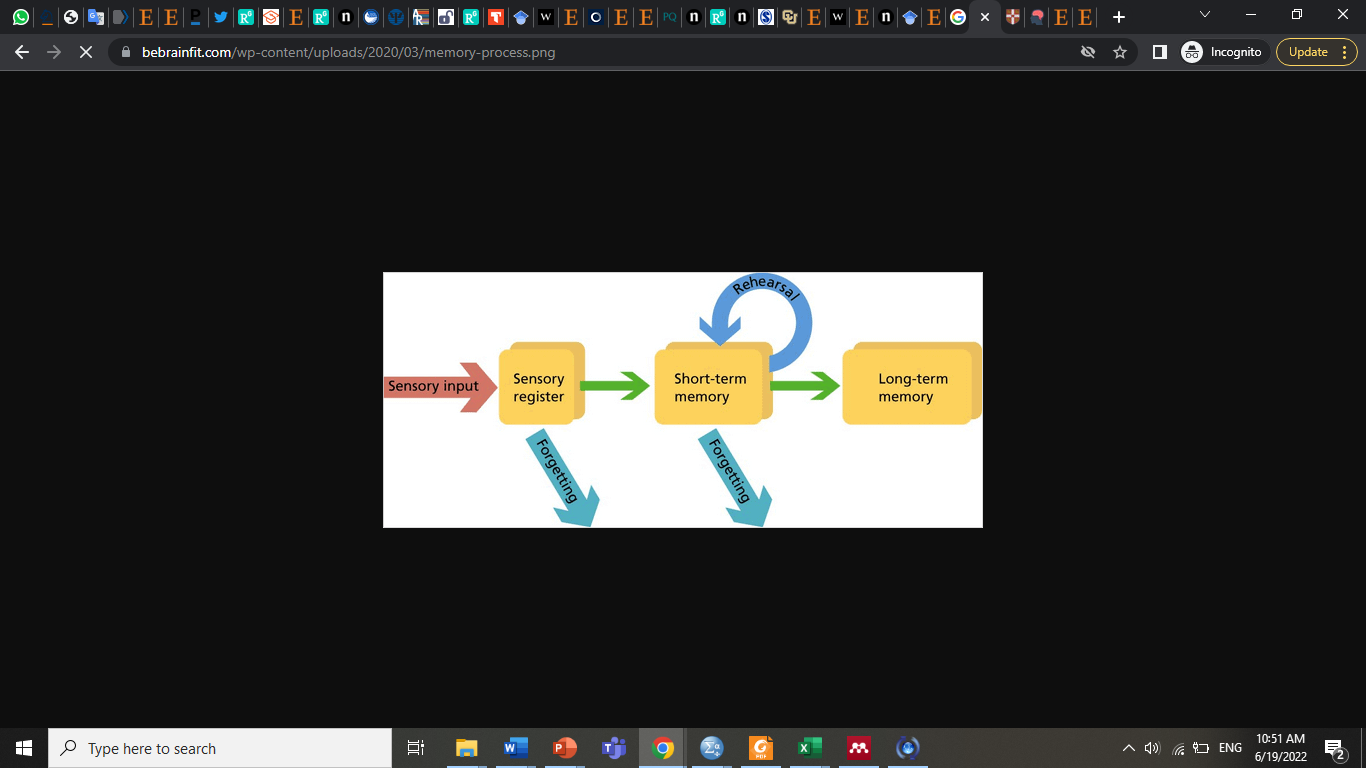 bebrainfit.com/wp-content/uploads/2020/03/memory-process.png
Incognito
Update
Rehearsal
Sensory input
Sensory
register
Short-term
memory
Long-term
memory
Forgetting
Forgetting
Type here to search
ENG
10:51 AM
6/19/2022
2